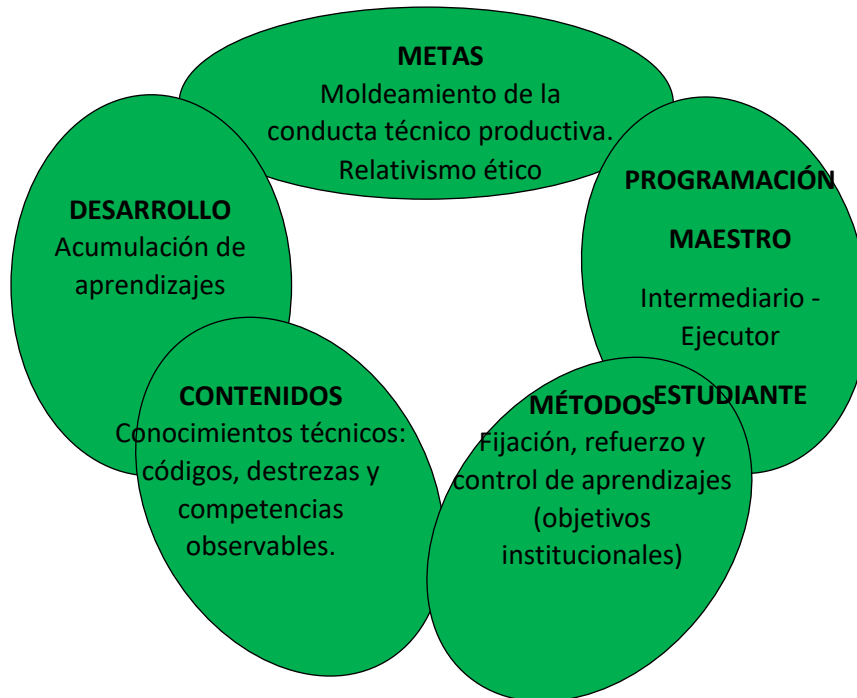 METAS
Moldeamiento de la
conducta técnico productiva.
Relativismo ético
PROGRAMACIÓN
MAESTRO
Intermediario -
Ejecutor
ESTUDIANTE
MÉTODOS
Fijación, refuerzo y
control de aprendizajes
(objetivos
institucionales)
CONTENIDOS
Conocimientos técnicos:
códigos, destrezas y
competencias
observables.
DESARROLLO
Acumulación de
aprendizajes